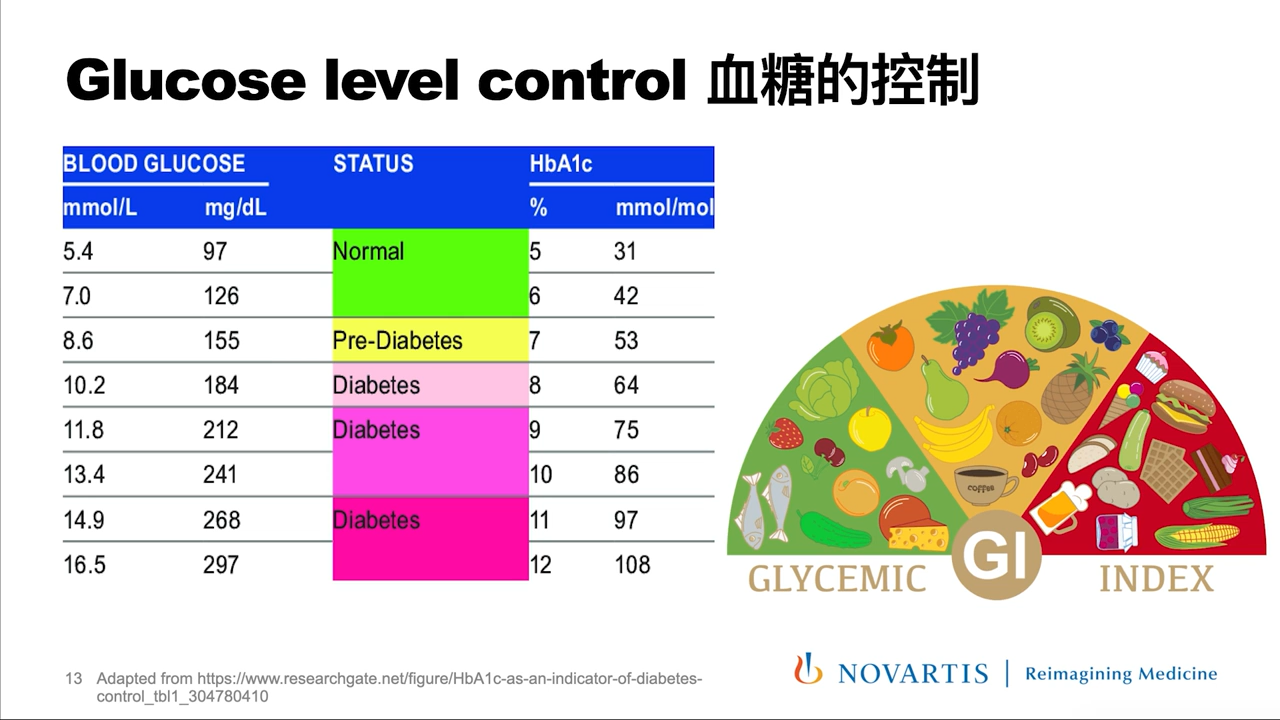 Glucose level control 血糖的控制
BLOOD GLUCOSE STATUS HbA1c
mmol/L mg/dL % mmol/mol
5.4 97 Normal 5 31
7.0 126 6 42
8.6 155 Pre-Diabetes 7 53
10.2 184 Diabetes 8 64
11.8 212 Diabetes 9 75
13.4 241 10 86
14.9 268 Diabetes 11 97
16.5 297 12 108
COFFEE
GI
GLYCEMIC INDEX
13 Adapted from https://www.researchgate.net/figure/HbA1c-as-an-indicator-of-diabetes-
control_tbl1_304780410
NOVARTIS | Reimagining Medicine